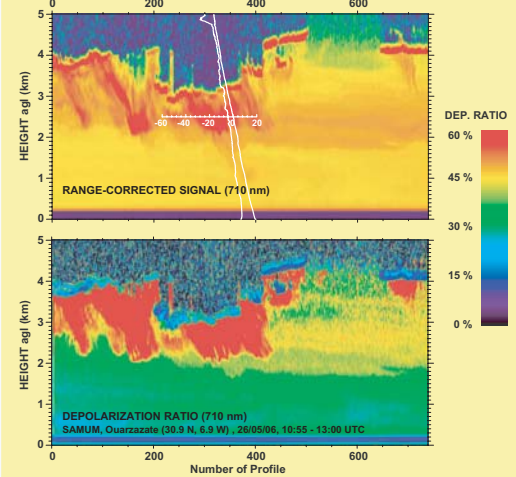 0 200 400 600
5
4
3
2
1
0
HEIGHT agl (km)
-60 -40 -20 0 20
RANGE-CORRECTED SIGNAL (710 nm)
DEP. RATIO
60 %
45 %
30 %
15 %
0 %
5
4
3
2
1
0
HEIGHT agl (km)
DEPOLARIZATION RATIO (710 nm)
SAMUM, Ouarzazate (30.9 N, 6.9 W) , 26/05/06, 10:55 - 13:00 UTC
0 200 400 600
Number of Profile